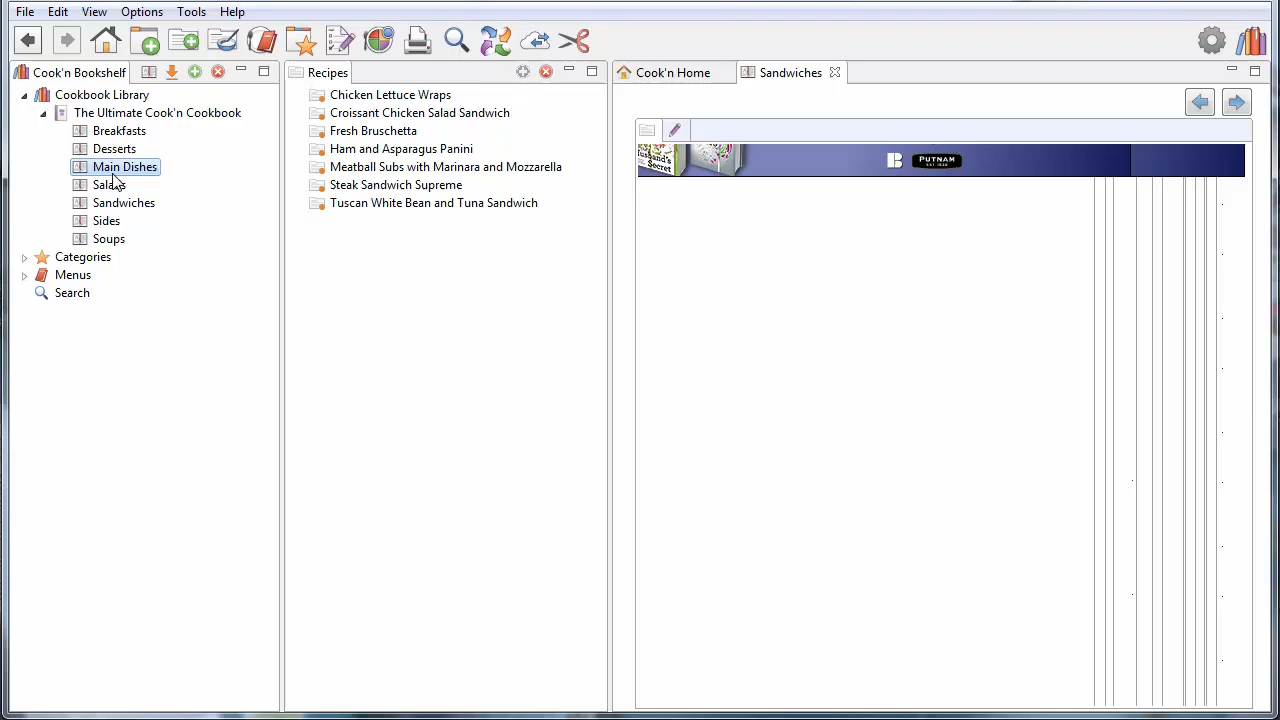 File Edit View Options Tools Help
Cook'n Bookshelf
Cookbook Library
The Ultimate Cook'n Cookbook
Breakfasts
Desserts
Main Dishes
Salads
Sandwiches
Sides
Soups
Categories
Menus
Search
Recipes
Chicken Lettuce Wraps
Croissant Chicken Salad Sandwich
Fresh Bruschetta
Ham and Asparagus Panini
Meatball Subs with Marinara and Mozzarella
Steak Sandwich Supreme
Tuscan White Bean and Tuna Sandwich
Cook'n Home Sandwiches
Husband's
Secret
B PUTNAM